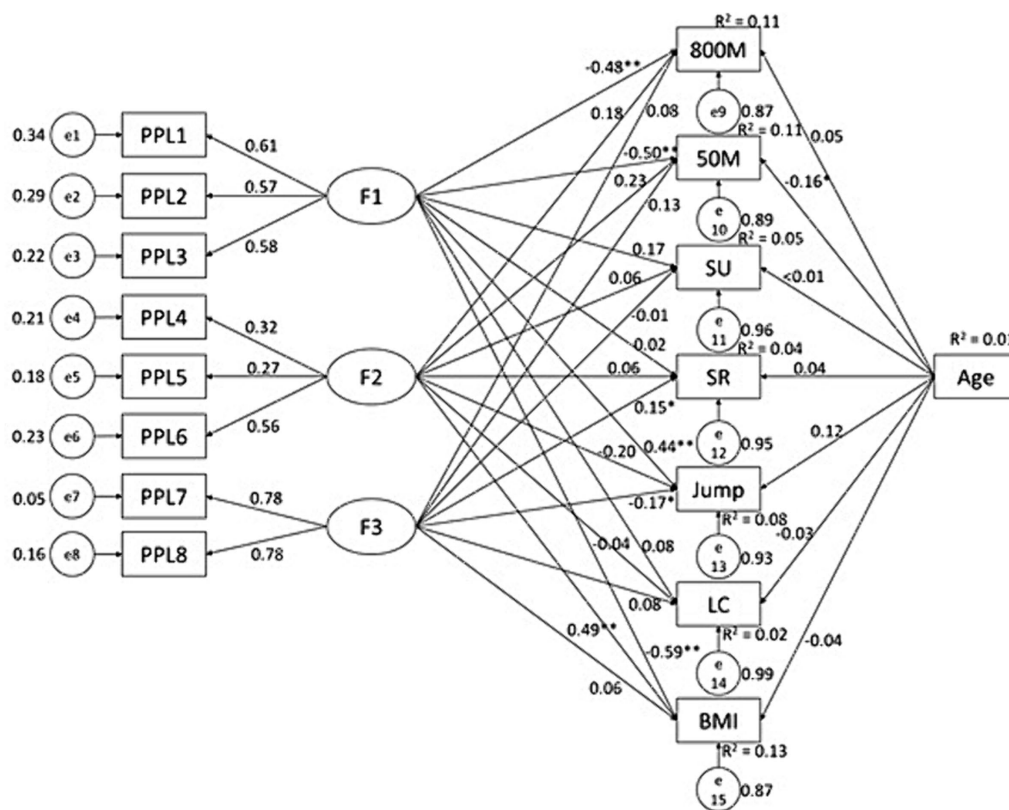 R² = 0.11
800M
-0.48**
0.18
0.08
e9
0.87
0.05
R² = 0.11
0.34
e1
PPL1
0.61
-0.50**
50M
-0.16*
0.29
e2
PPL2
0.57
F1
0.23
0.13
e
10
0.89
R² = 0.05
0.22
e3
PPL3
0.58
0.17
SU
<0.01
0.06
-0.01
0.21
e4
PPL4
0.32
e
11
0.96
R² = 0.01
0.02
R² = 0.04
0.18
e5
PPL5
0.27
F2
0.06
SR
0.04
Age
0.15*
0.23
e6
PPL6
0.56
-0.20
0.44**
e
12
0.95
0.12
0.05
e7
PPL7
0.78
F3
-0.17*
Jump
R² = 0.08
-0.03
0.16
e8
PPL8
0.78
-0.04
0.08
e
13
0.93
0.08
LC
0.49**
-0.59**
R² = 0.02
-0.04
e
14
0.99
0.06
BMI
R² = 0.13
e
15
0.87